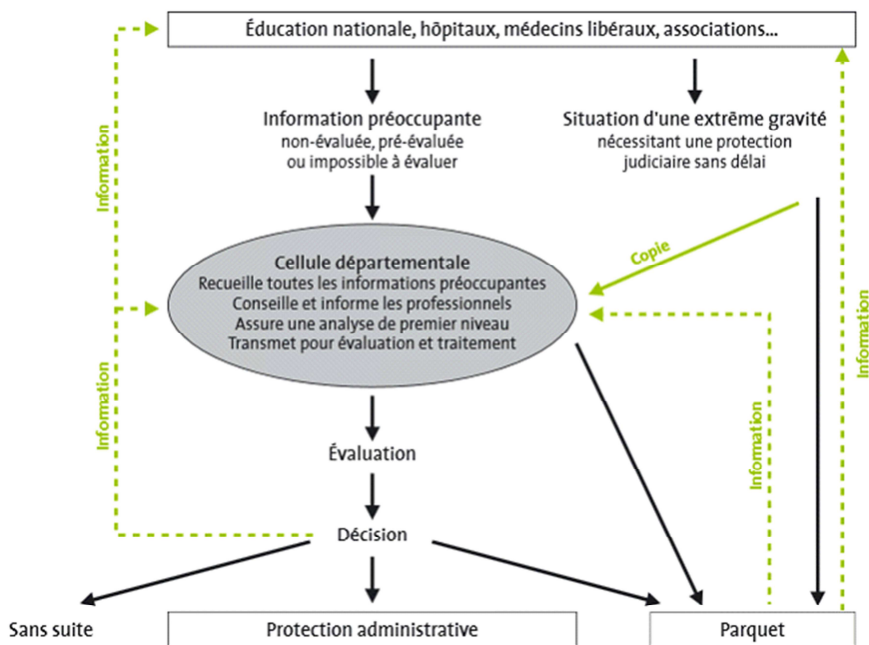 Éducation nationale, hôpitaux, médecins libéraux, associations...
Information préoccupante
non-évaluée, pré-évaluée
ou impossible à évaluer
Situation d'une extrême gravité
nécessitant une protection
judiciaire sans délai
Information
Copie
Cellule départementale
Recueille toutes les informations préoccupantes
Conseille et informe les professionnels
Assure une analyse de premier niveau
Transmet pour évaluation et traitement
Information
Information
Information
Évaluation
Décision
Sans suite
Protection administrative
Parquet